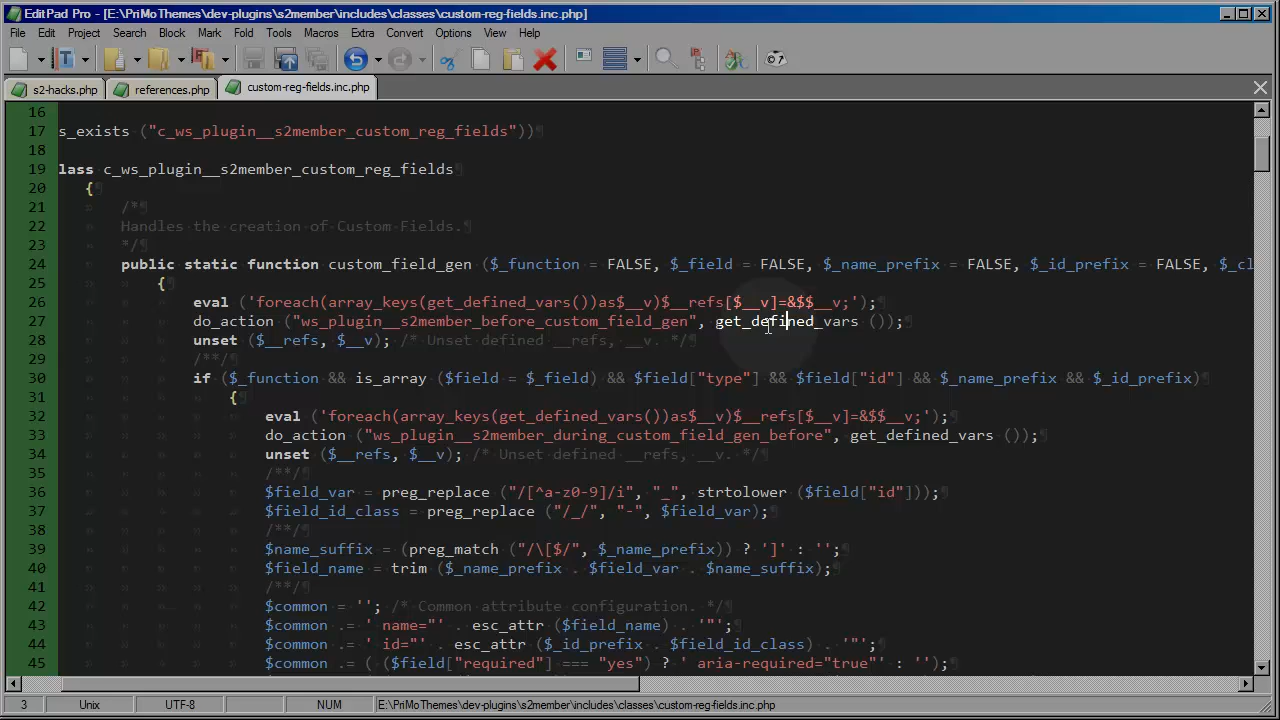 EditPad Pro - [E:\PriMoThemes\dev-plugins\s2member\includes\classes\custom-reg-fields.inc.php]
File Edit Project Search Block Mark Fold Tools Macros Extra Convert Options View Help
s2-hacks.php references.php custom-reg-fields.inc.php
16
17 s_exists ("c_ws_plugin__s2member_custom_reg_fields"))¶
18 ¶
19 lass c_ws_plugin__s2member_custom_reg_fields¶
20 {¶
21 /*¶
22 Handles the creation of Custom Fields.¶
23 */¶
24 public static function custom_field_gen ($_function = FALSE, $_field = FALSE, $_name_prefix = FALSE, $_id_prefix = FALSE, $_cl
25 {¶
26 eval ('foreach(array_keys(get_defined_vars())as$__v)$__refs[$__v]=&$$__v;');¶
27 do_action ("ws_plugin__s2member_before_custom_field_gen", get_defined_vars ());¶
28 unset ($__refs, $__v); /* Unset defined __refs, __v. */¶
29 /**/¶
30 if ($_function && is_array ($field = $_field) && $field["type"] && $field["id"] && $_name_prefix && $_id_prefix)¶
31 {¶
32 eval ('foreach(array_keys(get_defined_vars())as$__v)$__refs[$__v]=&$$__v;');¶
33 do_action ("ws_plugin__s2member_during_custom_field_gen_before", get_defined_vars ());¶
34 unset ($__refs, $__v); /* Unset defined __refs, __v. */¶
35 /**/¶
36 $field_var = preg_replace ("/[^a-z0-9]/i", "_", strtolower ($field["id"]));¶
37 $field_id_class = preg_replace ("/_/", "-", $field_var);¶
38 /**/¶
39 $name_suffix = (preg_match ("/\[$/", $_name_prefix)) ? ']' : '';¶
40 $field_name = trim ($_name_prefix . $field_var . $name_suffix);¶
41 /**/¶
42 $common = ''; /* Common attribute configuration. */¶
43 $common .= ' name="' . esc_attr ($field_name) . '"';¶
44 $common .= ' id="' . esc_attr ($_id_prefix . $field_id_class) . '"';¶
45 $common .= ( ($field["required"] === "yes") ? ' aria-required="true"' : '');¶
3 Unix UTF-8 NUM E:\PriMoThemes\dev-plugins\s2member\includes\classes\custom-reg-fields.inc.php